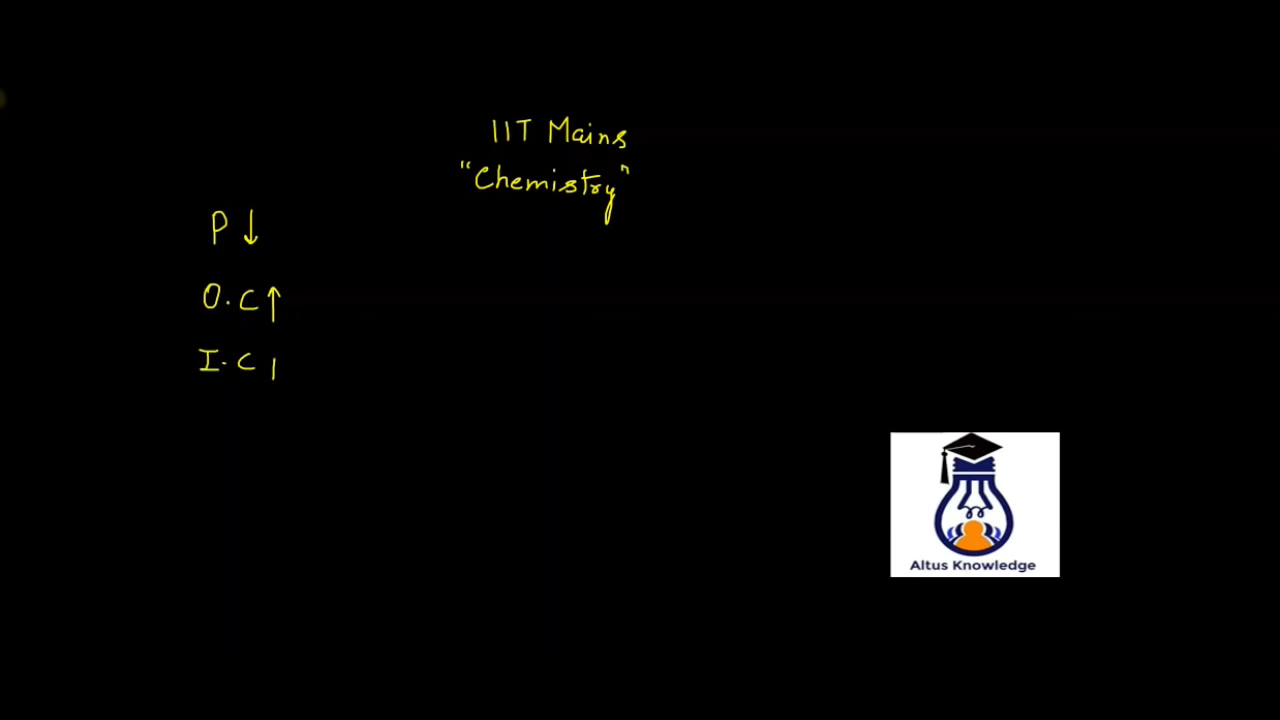 IIT Mains
"Chemistry"
P ↓
O.C ↑
I.C |
Altus Knowledge